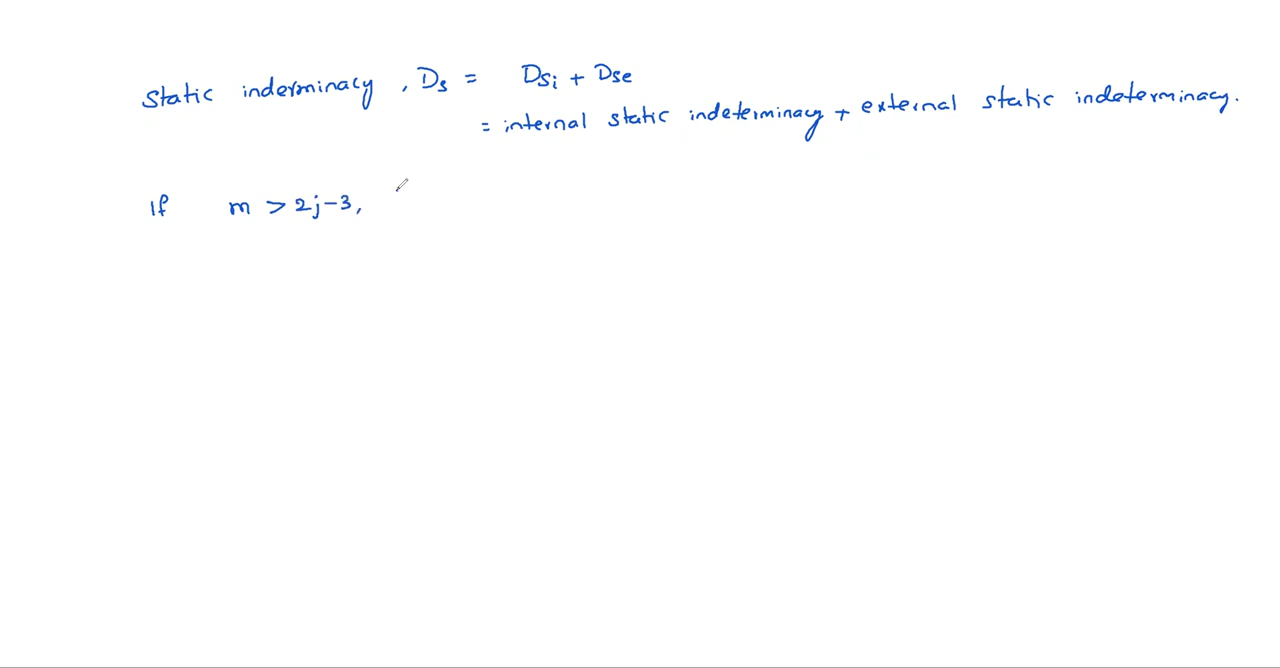 Static inderminacy, Ds = Dsi + Dse
= internal static indeterminacy + external static indeterminacy.
If m > 2j-3,